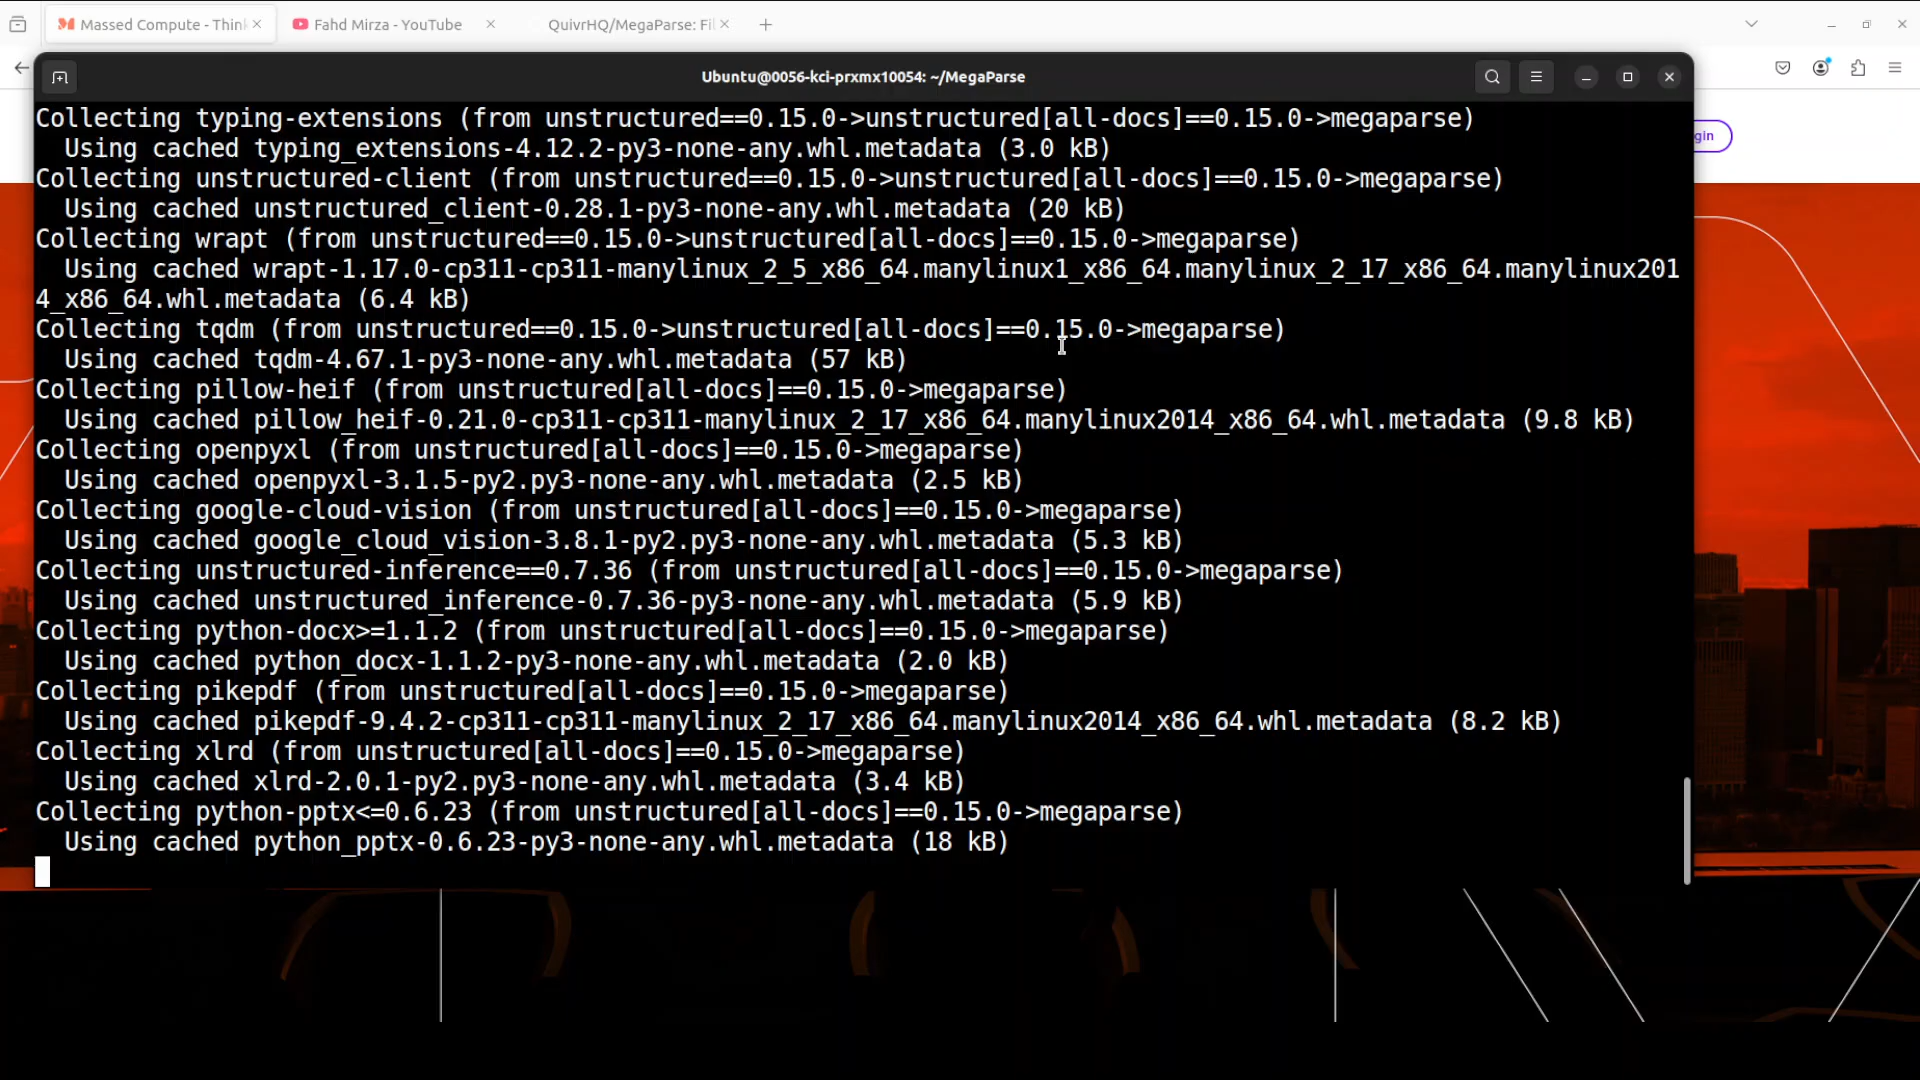 Massed Compute - Think
Fahd Mirza - YouTube
QuivrHQ/MegaParse: Fil
Ubuntu@0056-kci-prxmx10054: ~/MegaParse
gin
Collecting typing-extensions (from unstructured==0.15.0->unstructured[all-docs]==0.15.0->megaparse)
Using cached typing_extensions-4.12.2-py3-none-any.whl.metadata (3.0 kB)
Collecting unstructured-client (from unstructured==0.15.0->unstructured[all-docs]==0.15.0->megaparse)
Using cached unstructured_client-0.28.1-py3-none-any.whl.metadata (20 kB)
Collecting wrapt (from unstructured==0.15.0->unstructured[all-docs]==0.15.0->megaparse)
Using cached wrapt-1.17.0-cp311-cp311-manylinux_2_5_x86_64.manylinux1_x86_64.manylinux_2_17_x86_64.manylinux201
4_x86_64.whl.metadata (6.4 kB)
Collecting tqdm (from unstructured==0.15.0->unstructured[all-docs]==0.15.0->megaparse)
Using cached tqdm-4.67.1-py3-none-any.whl.metadata (57 kB)
Collecting pillow-heif (from unstructured[all-docs]==0.15.0->megaparse)
Using cached pillow_heif-0.21.0-cp311-cp311-manylinux_2_17_x86_64.manylinux2014_x86_64.whl.metadata (9.8 kB)
Collecting openpyxl (from unstructured[all-docs]==0.15.0->megaparse)
Using cached openpyxl-3.1.5-py2.py3-none-any.whl.metadata (2.5 kB)
Collecting google-cloud-vision (from unstructured[all-docs]==0.15.0->megaparse)
Using cached google_cloud_vision-3.8.1-py2.py3-none-any.whl.metadata (5.3 kB)
Collecting unstructured-inference==0.7.36 (from unstructured[all-docs]==0.15.0->megaparse)
Using cached unstructured_inference-0.7.36-py3-none-any.whl.metadata (5.9 kB)
Collecting python-docx>=1.1.2 (from unstructured[all-docs]==0.15.0->megaparse)
Using cached python_docx-1.1.2-py3-none-any.whl.metadata (2.0 kB)
Collecting pikepdf (from unstructured[all-docs]==0.15.0->megaparse)
Using cached pikepdf-9.4.2-cp311-cp311-manylinux_2_17_x86_64.manylinux2014_x86_64.whl.metadata (8.2 kB)
Collecting xlrd (from unstructured[all-docs]==0.15.0->megaparse)
Using cached xlrd-2.0.1-py2.py3-none-any.whl.metadata (3.4 kB)
Collecting python-pptx<=0.6.23 (from unstructured[all-docs]==0.15.0->megaparse)
Using cached python_pptx-0.6.23-py3-none-any.whl.metadata (18 kB)